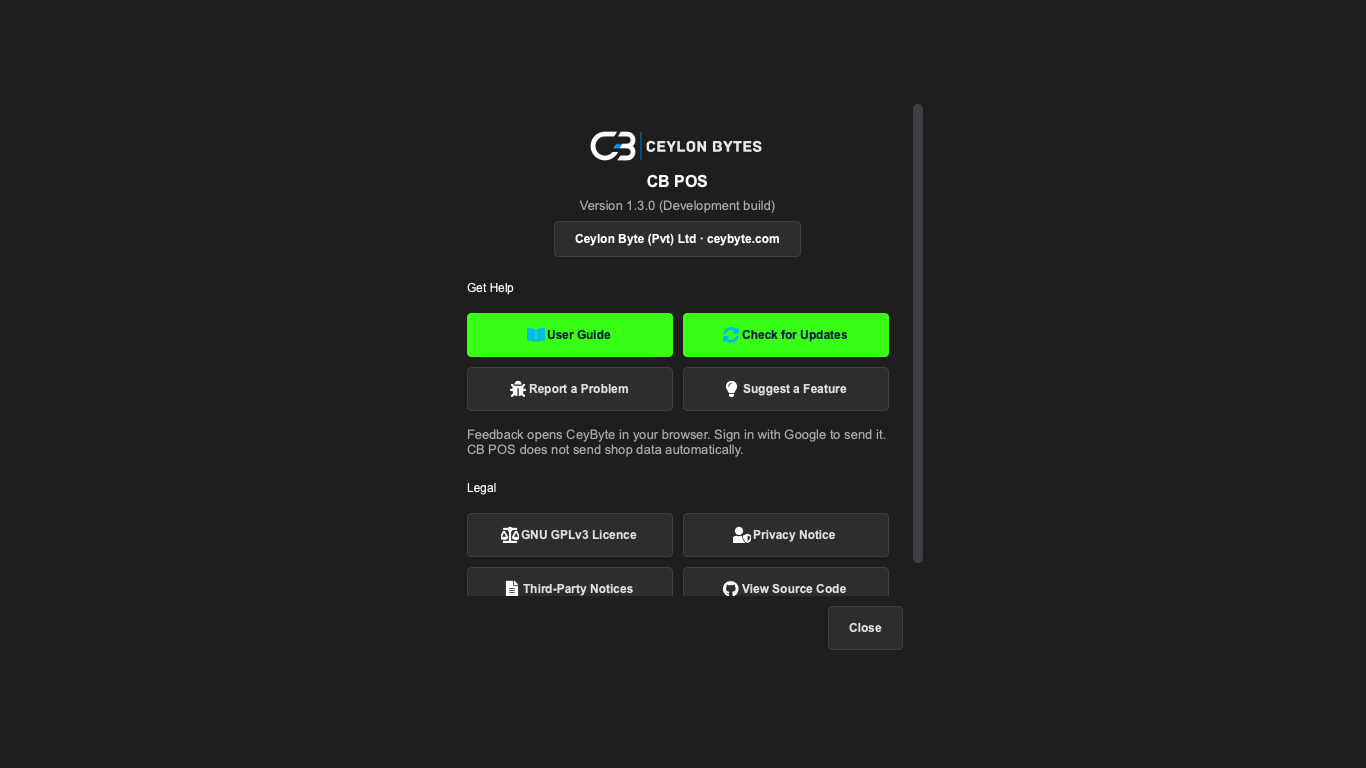 CEYLON BYTES
CB POS
Version 1.3.0 (Development build)
Ceylon Byte (Pvt) Ltd · ceybyte.com
Get Help
User Guide
Check for Updates
Report a Problem
Suggest a Feature
Feedback opens CeyByte in your browser. Sign in with Google to send it.
CB POS does not send shop data automatically.
Legal
GNU GPLv3 Licence
Privacy Notice
Third-Party Notices
View Source Code
Close